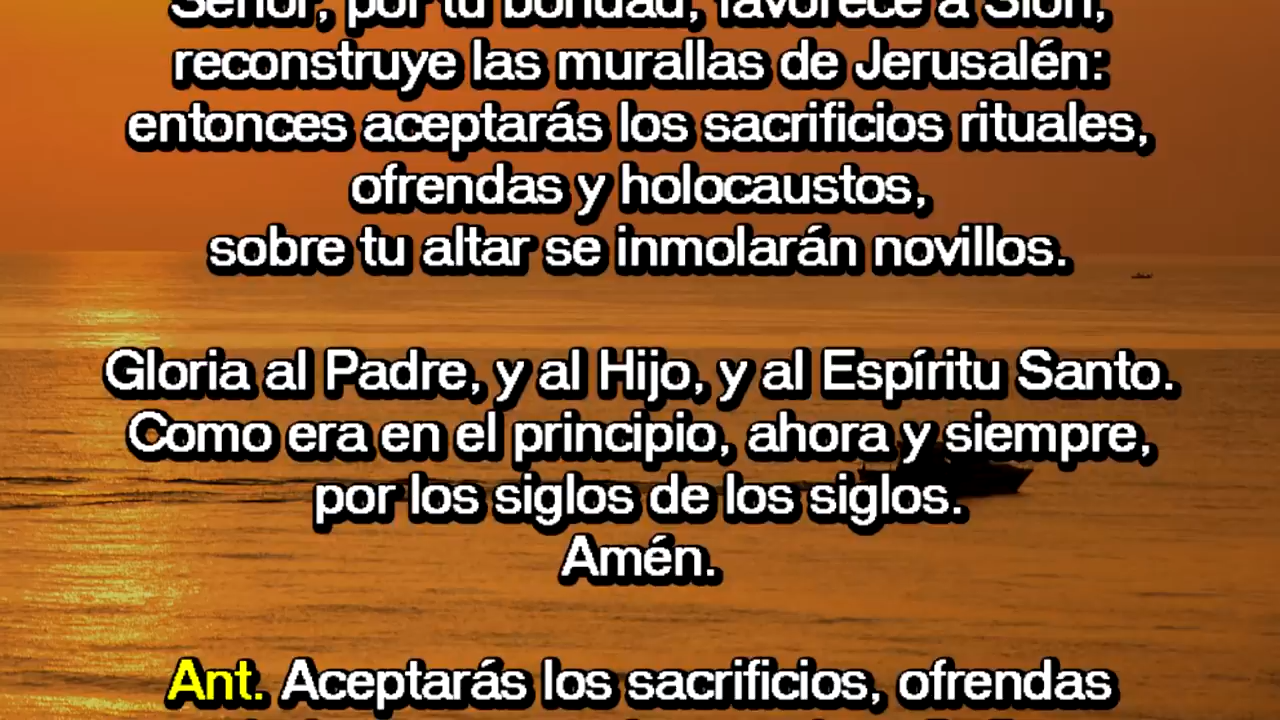 Señor, por tu bondad, favorece a Sión,
reconstruye las murallas de Jerusalén:
entonces aceptarás los sacrificios rituales,
ofrendas y holocaustos,
sobre tu altar se inmolarán novillos.
Gloria al Padre, y al Hijo, y al Espíritu Santo.
Como era en el principio, ahora y siempre,
por los siglos de los siglos.
Amén.
Ant. Aceptarás los sacrificios, ofrendas